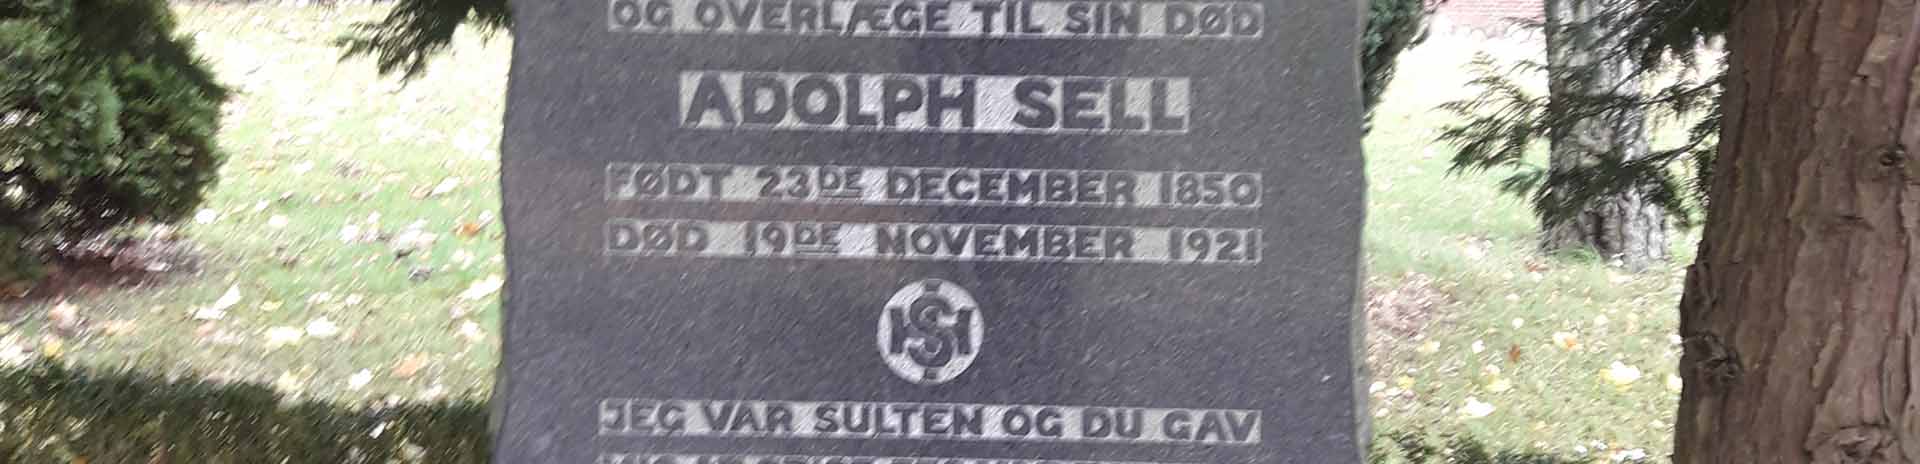 OG OVERLÆGE TIL SIN DØD
ADOLPH SELL
FØDT 23DE DECEMBER 1850
DØD 19DE NOVEMBER 1921
JEG VAR SULTEN OG DU GAV